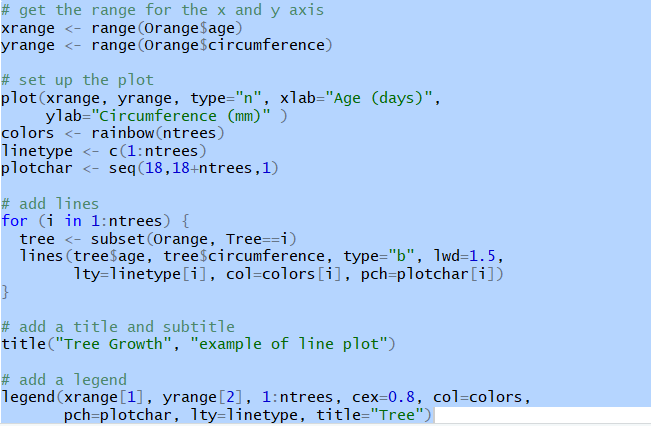 # get the range for the x and y axis
xrange <- range(Orange$age)
yrange <- range(Orange$circumference)

# set up the plot
plot(xrange, yrange, type="n", xlab="Age (days)",
     ylab="Circumference (mm)" )
colors <- rainbow(ntrees)
linetype <- c(1:ntrees)
plotchar <- seq(18,18+ntrees,1)

# add lines
for (i in 1:ntrees) {
  tree <- subset(Orange, Tree==i)
  lines(tree$age, tree$circumference, type="b", lwd=1.5,
        lty=linetype[i], col=colors[i], pch=plotchar[i])
}

# add a title and subtitle
title("Tree Growth", "example of line plot")

# add a legend
legend(xrange[1], yrange[2], 1:ntrees, cex=0.8, col=colors,
       pch=plotchar, lty=linetype, title="Tree")